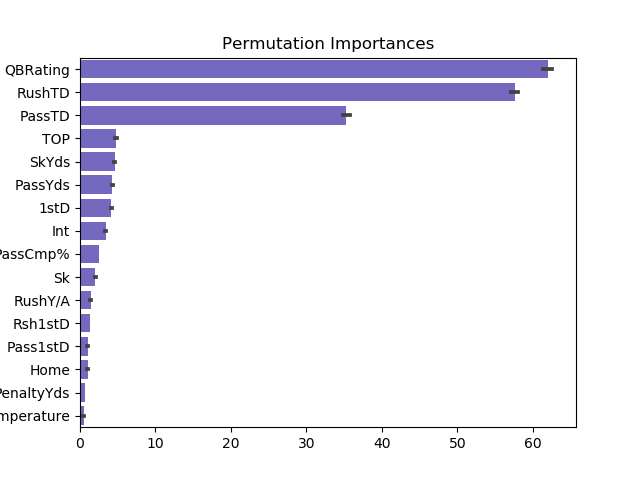 Permutation Importances
QBRating
RushTD
PassTD
TOP
SkYds
PassYds
1stD
Int
PassCmp%
Sk
RushY/A
Rsh1stD
Pass1stD
Home
PenaltyYds
mperature
0 10 20 30 40 50 60